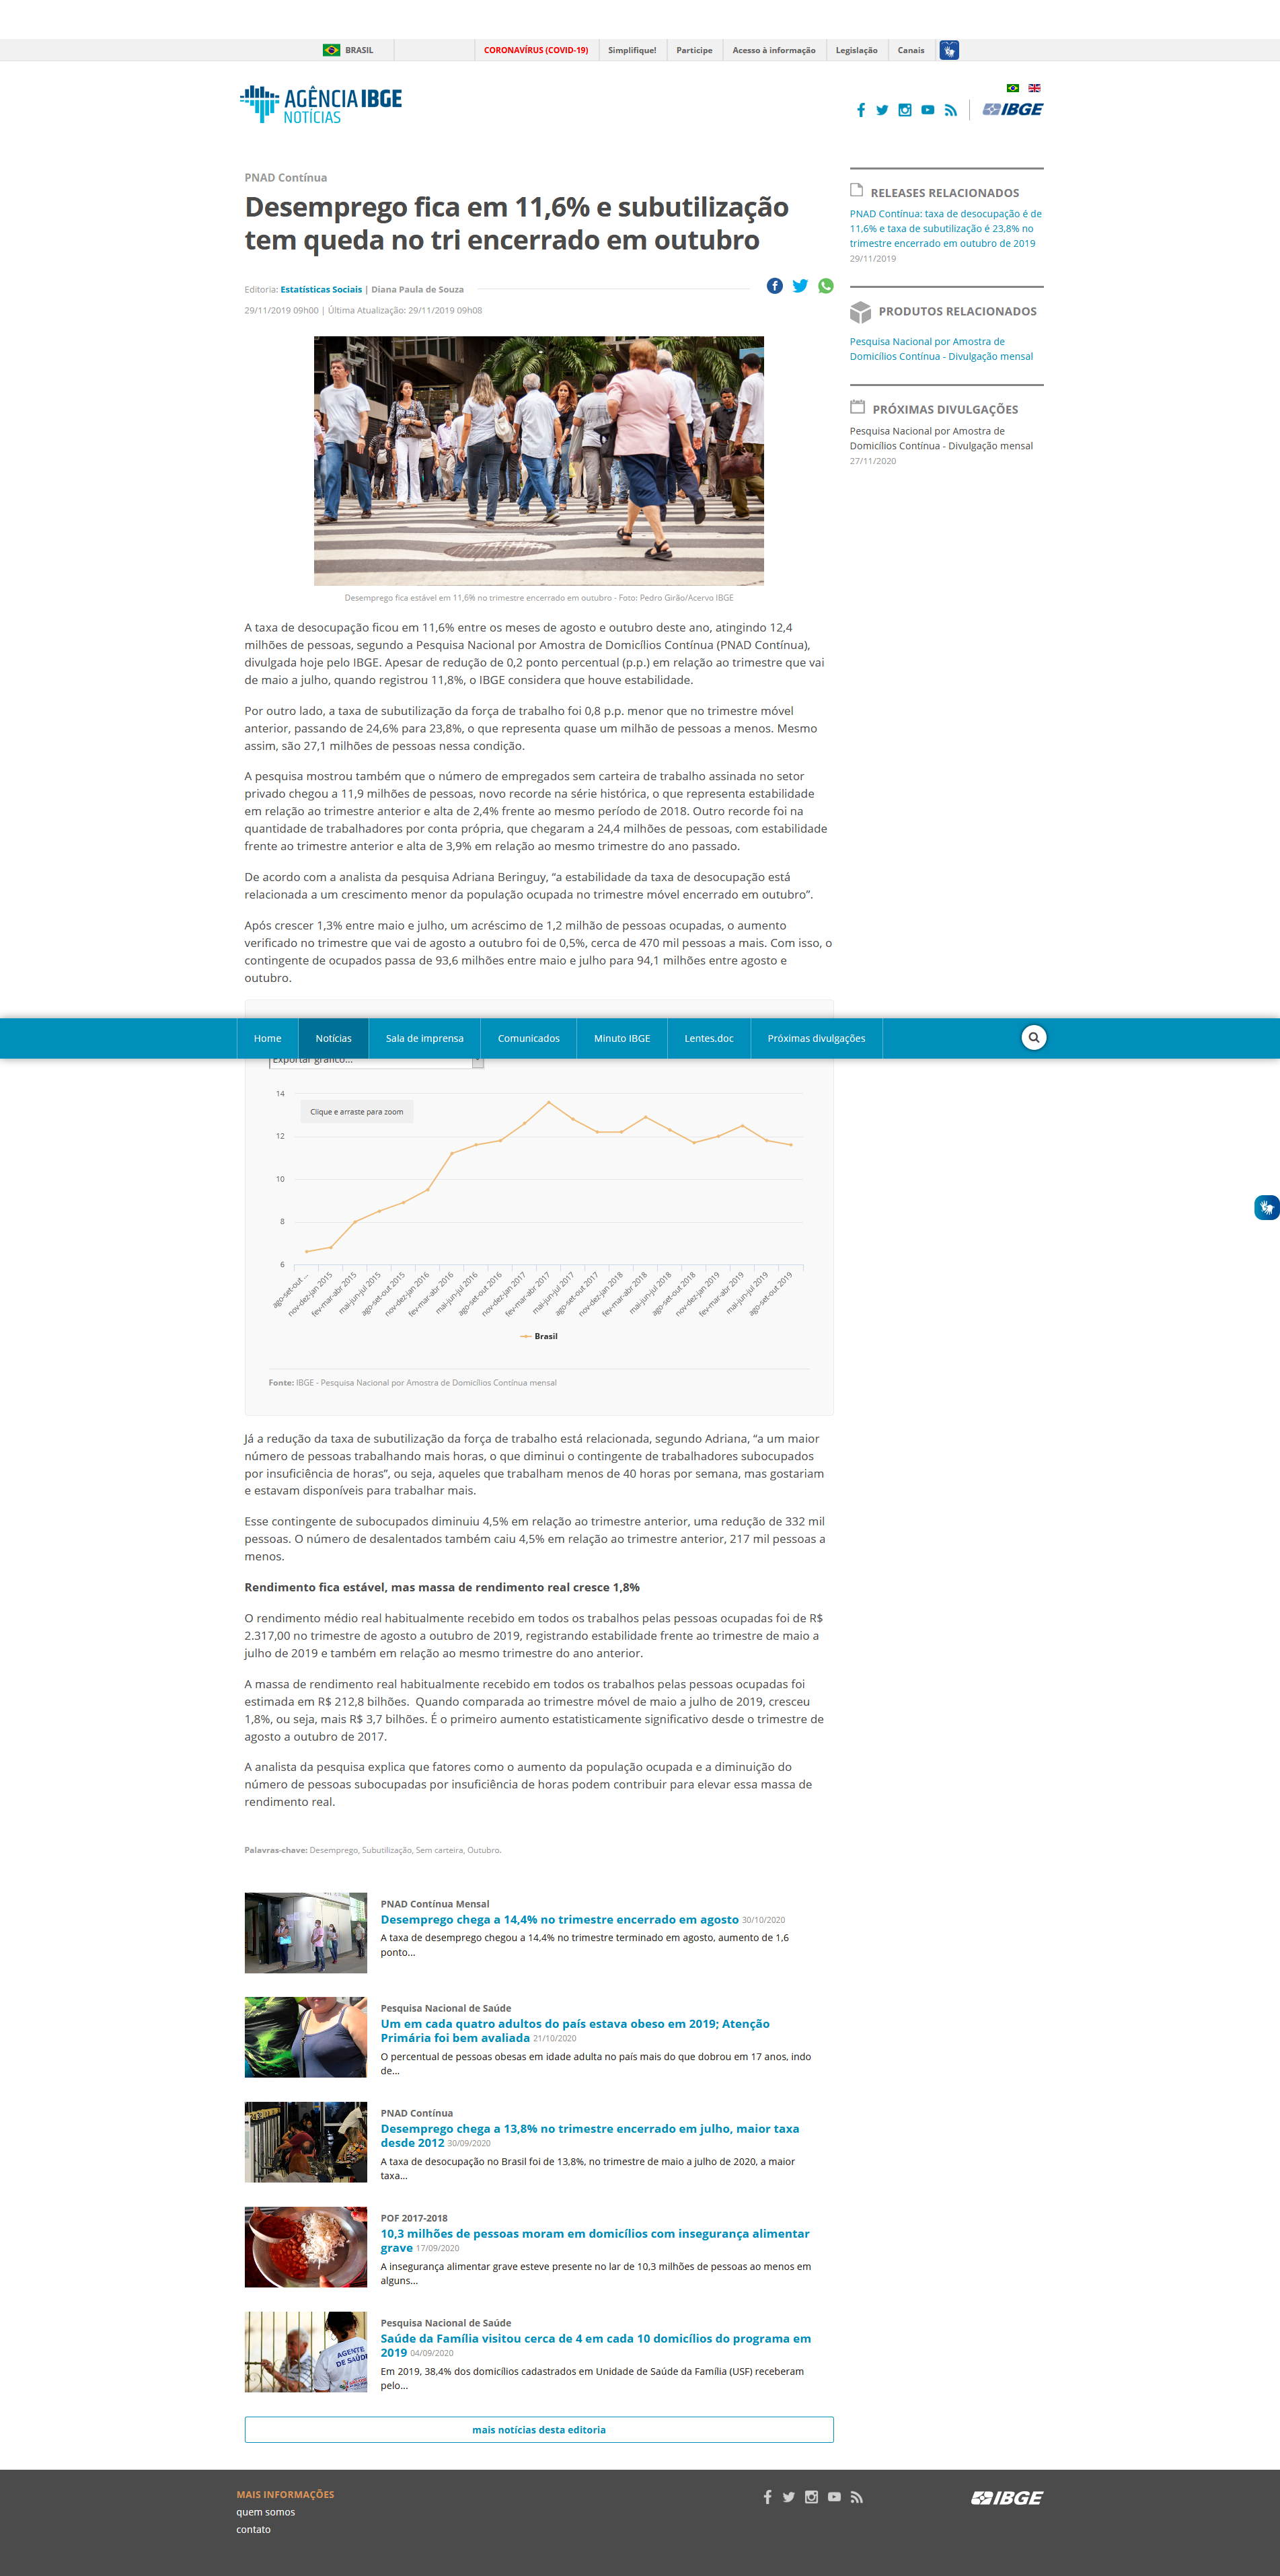 BRASIL
CORONAVÍRUS (COVID-19)
Simplifique!
Participe
Acesso à informação
Legislação
Canais
AGÊNCIA IBGE
NOTÍCIAS
IBGE
PNAD Contínua
Desemprego fica em 11,6% e subutilização
tem queda no tri encerrado em outubro
Editoria: Estatísticas Sociais | Diana Paula de Souza
29/11/2019 09h00 | Última Atualização: 29/11/2019 09h08
Desemprego fica estável em 11,6% no trimestre encerrado em outubro - Foto: Pedro Girão/Acervo IBGE
A taxa de desocupação ficou em 11,6% entre os meses de agosto e outubro deste ano, atingindo 12,4
milhões de pessoas, segundo a Pesquisa Nacional por Amostra de Domicílios Contínua (PNAD Contínua),
divulgada hoje pelo IBGE. Apesar de redução de 0,2 ponto percentual (p.p.) em relação ao trimestre que vai
de maio a julho, quando registrou 11,8%, o IBGE considera que houve estabilidade.
Por outro lado, a taxa de subutilização da força de trabalho foi 0,8 p.p. menor que no trimestre móvel
anterior, passando de 24,6% para 23,8%, o que representa quase um milhão de pessoas a menos. Mesmo
assim, são 27,1 milhões de pessoas nessa condição.
A pesquisa mostrou também que o número de empregados sem carteira de trabalho assinada no setor
privado chegou a 11,9 milhões de pessoas, novo recorde na série histórica, o que representa estabilidade
em relação ao trimestre anterior e alta de 2,4% frente ao mesmo período de 2018. Outro recorde foi na
quantidade de trabalhadores por conta própria, que chegaram a 24,4 milhões de pessoas, com estabilidade
frente ao trimestre anterior e alta de 3,9% em relação ao mesmo trimestre do ano passado.
De acordo com a analista da pesquisa Adriana Beringuy, “a estabilidade da taxa de desocupação está
relacionada a um crescimento menor da população ocupada no trimestre móvel encerrado em outubro”.
Após crescer 1,3% entre maio e julho, um acréscimo de 1,2 milhão de pessoas ocupadas, o aumento
verificado no trimestre que vai de agosto a outubro foi de 0,5%, cerca de 470 mil pessoas a mais. Com isso, o
contingente de ocupados passa de 93,6 milhões entre maio e julho para 94,1 milhões entre agosto e
outubro.
RELEASES RELACIONADOS
PNAD Contínua: taxa de desocupação é de
11,6% e taxa de subutilização é 23,8% no
trimestre encerrado em outubro de 2019
29/11/2019
PRODUTOS RELACIONADOS
Pesquisa Nacional por Amostra de
Domicílios Contínua - Divulgação mensal
PRÓXIMAS DIVULGAÇÕES
Pesquisa Nacional por Amostra de
Domicílios Contínua - Divulgação mensal
27/11/2020
Home
Notícias
Sala de imprensa
Comunicados
Minuto IBGE
Lentes.doc
Próximas divulgações
Exportar gráfico...
Clique e arraste para zoom
14
12
10
8
6
ago-set-out ...
nov-dez-jan 2015
fev-mar-abr 2015
mai-jun-jul 2015
ago-set-out 2015
nov-dez-jan 2016
fev-mar-abr 2016
mai-jun-jul 2016
ago-set-out 2016
nov-dez-jan 2017
fev-mar-abr 2017
mai-jun-jul 2017
ago-set-out 2017
nov-dez-jan 2018
fev-mar-abr 2018
mai-jun-jul 2018
ago-set-out 2018
nov-dez-jan 2019
fev-mar-abr 2019
mai-jun-jul 2019
ago-set-out 2019
Brasil
Fonte: IBGE - Pesquisa Nacional por Amostra de Domicílios Contínua mensal
Já a redução da taxa de subutilização da força de trabalho está relacionada, segundo Adriana, “a um maior
número de pessoas trabalhando mais horas, o que diminui o contingente de trabalhadores subocupados
por insuficiência de horas”, ou seja, aqueles que trabalham menos de 40 horas por semana, mas gostariam
e estavam disponíveis para trabalhar mais.
Esse contingente de subocupados diminuiu 4,5% em relação ao trimestre anterior, uma redução de 332 mil
pessoas. O número de desalentados também caiu 4,5% em relação ao trimestre anterior, 217 mil pessoas a
menos.
Rendimento fica estável, mas massa de rendimento real cresce 1,8%
O rendimento médio real habitualmente recebido em todos os trabalhos pelas pessoas ocupadas foi de R$
2.317,00 no trimestre de agosto a outubro de 2019, registrando estabilidade frente ao trimestre de maio a
julho de 2019 e também em relação ao mesmo trimestre do ano anterior.
A massa de rendimento real habitualmente recebido em todos os trabalhos pelas pessoas ocupadas foi
estimada em R$ 212,8 bilhões.  Quando comparada ao trimestre móvel de maio a julho de 2019, cresceu
1,8%, ou seja, mais R$ 3,7 bilhões. É o primeiro aumento estatisticamente significativo desde o trimestre de
agosto a outubro de 2017.
A analista da pesquisa explica que fatores como o aumento da população ocupada e a diminuição do
número de pessoas subocupadas por insuficiência de horas podem contribuir para elevar essa massa de
rendimento real.
Palavras-chave: Desemprego, Subutilização, Sem carteira, Outubro.
PNAD Contínua Mensal
Desemprego chega a 14,4% no trimestre encerrado em agosto 30/10/2020
A taxa de desemprego chegou a 14,4% no trimestre terminado em agosto, aumento de 1,6
ponto...
Pesquisa Nacional de Saúde
Um em cada quatro adultos do país estava obeso em 2019; Atenção
Primária foi bem avaliada 21/10/2020
O percentual de pessoas obesas em idade adulta no país mais do que dobrou em 17 anos, indo
de...
PNAD Contínua
Desemprego chega a 13,8% no trimestre encerrado em julho, maior taxa
desde 2012 30/09/2020
A taxa de desocupação no Brasil foi de 13,8%, no trimestre de maio a julho de 2020, a maior
taxa...
POF 2017-2018
10,3 milhões de pessoas moram em domicílios com insegurança alimentar
grave 17/09/2020
A insegurança alimentar grave esteve presente no lar de 10,3 milhões de pessoas ao menos em
alguns...
AGENTE
DE SAÚDE
Pesquisa Nacional de Saúde
Saúde da Família visitou cerca de 4 em cada 10 domicílios do programa em
2019 04/09/2020
Em 2019, 38,4% dos domicílios cadastrados em Unidade de Saúde da Família (USF) receberam
pelo...
mais notícias desta editoria
MAIS INFORMAÇÕES
quem somos
contato
IBGE